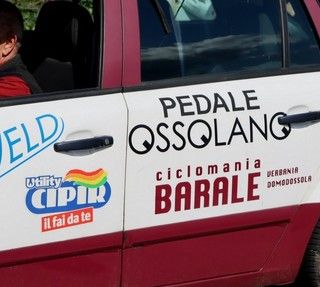 PEDALE
OSSOLANO
ELD
ciclomania
BARALE
VERBANIA
DOMODOSSOLA
Utility
CIPIR
il fai da te